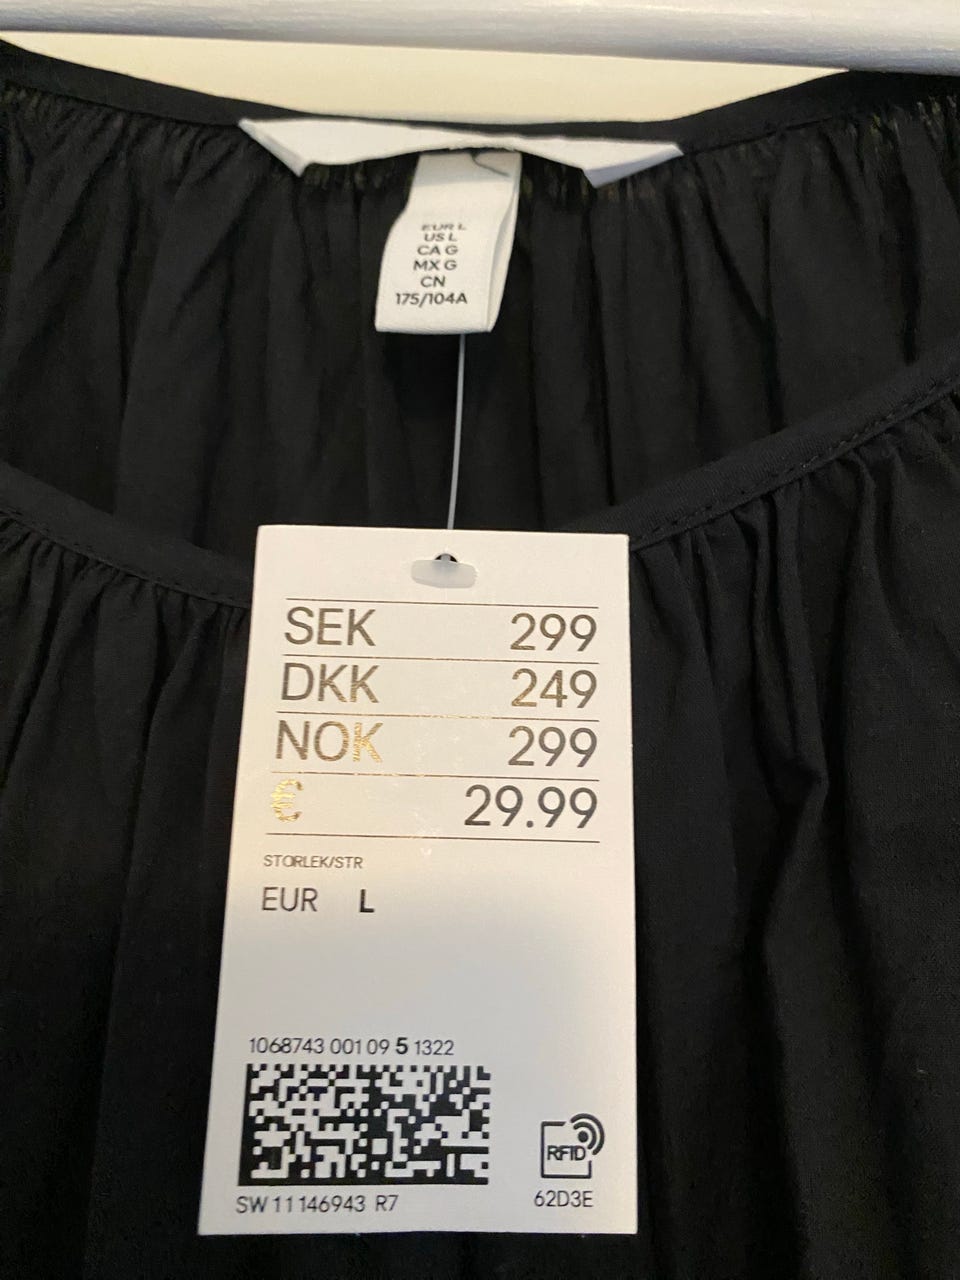 EUR L
US L
CA G
MX G
CN
175/104A
SEK 299
DKK 249
NOK 299
€ 29.99
STORLEK/STR
EUR L
1068743 001 09 5 1322
RFID
SW 11146943 R7
62D3E